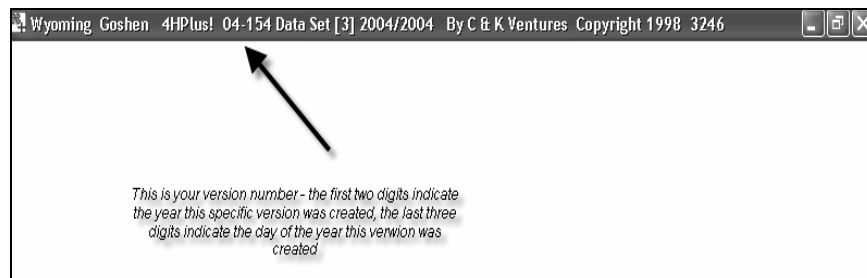 Wyoming Goshen 4HPlus! 04-154 Data Set [3] 2004/2004 By C & K Ventures Copyright 1998 3246
This is your version number - the first two digits indicate
the year this specific version was created, the last three
digits indicate the day of the year this verwion was
created